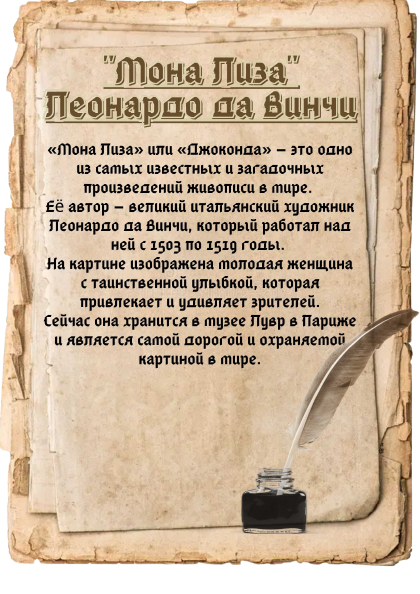 "Мона Лиза"
Леонардо да Винчи
«Мона Лиза» или «Джоконда» – это одно
из самых известных и загадочных
произведений живописи в мире.
Её автор – великий итальянский художник
Леонардо да Винчи, который работал над
ней с 1503 по 1519 годы.
На картине изображена молодая женщина
с таинственной улыбкой, которая
привлекает и удивляет зрителей.
Сейчас она хранится в музее Лувр в Париже
и является самой дорогой и охраняемой
картиной в мире.